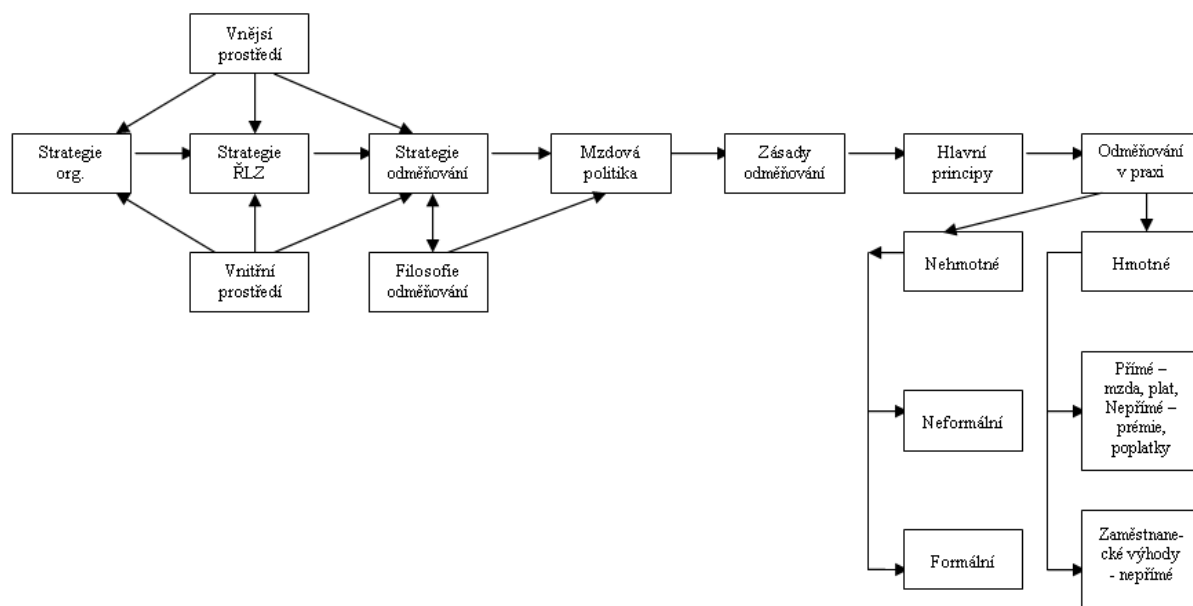 Vnějsí
prostředí
Strategie
org.
Strategie
ŘLZ
Strategie
odměňování
Mzdová
politika
Zásady
odměňování
Hlavní
principy
Odměňování
v praxi
Vnitřní
prostředí
Filosofie
odměňování
Nehmotné
Hmotné
Neformální
Přímé –
mzda, plat,
Nepřímé –
prémie,
poplatky
Formální
Zaměstnane-
cké výhody
- nepřímé